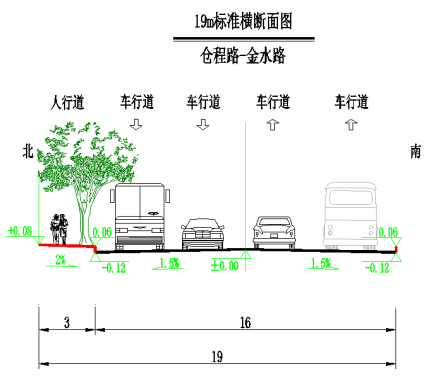 19m标准横断面图
仓程路-金水路
人行道 车行道 车行道 车行道 车行道
北 南
+0.06 0.06 0.06
2% -0.12 1.5% ±0.00 1.5% -0.12
3 16
19